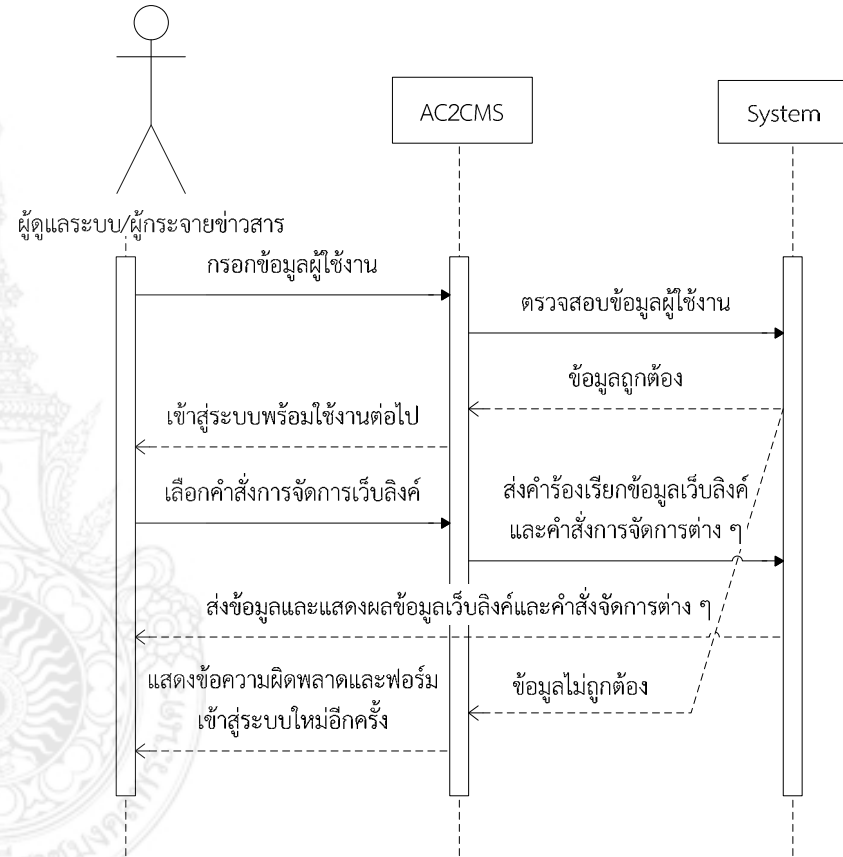 AC2CMS
System
ผู้ดูแลระบบ/ผู้กระจายข่าวสาร
กรอกข้อมูลผู้ใช้งาน
ตรวจสอบข้อมูลผู้ใช้งาน
ข้อมูลถูกต้อง
เข้าสู่ระบบพร้อมใช้งานต่อไป
เลือกคำสั่งการจัดการเว็บลิงค์
ส่งคำร้องเรียกข้อมูลเว็บลิงค์
และคำสั่งการจัดการต่าง ๆ
ส่งข้อมูลและแสดงผลข้อมูลเว็บลิงค์และคำสั่งจัดการต่าง ๆ
แสดงข้อความผิดพลาดและฟอร์ม
เข้าสู่ระบบใหม่อีกครั้ง
ข้อมูลไม่ถูกต้อง